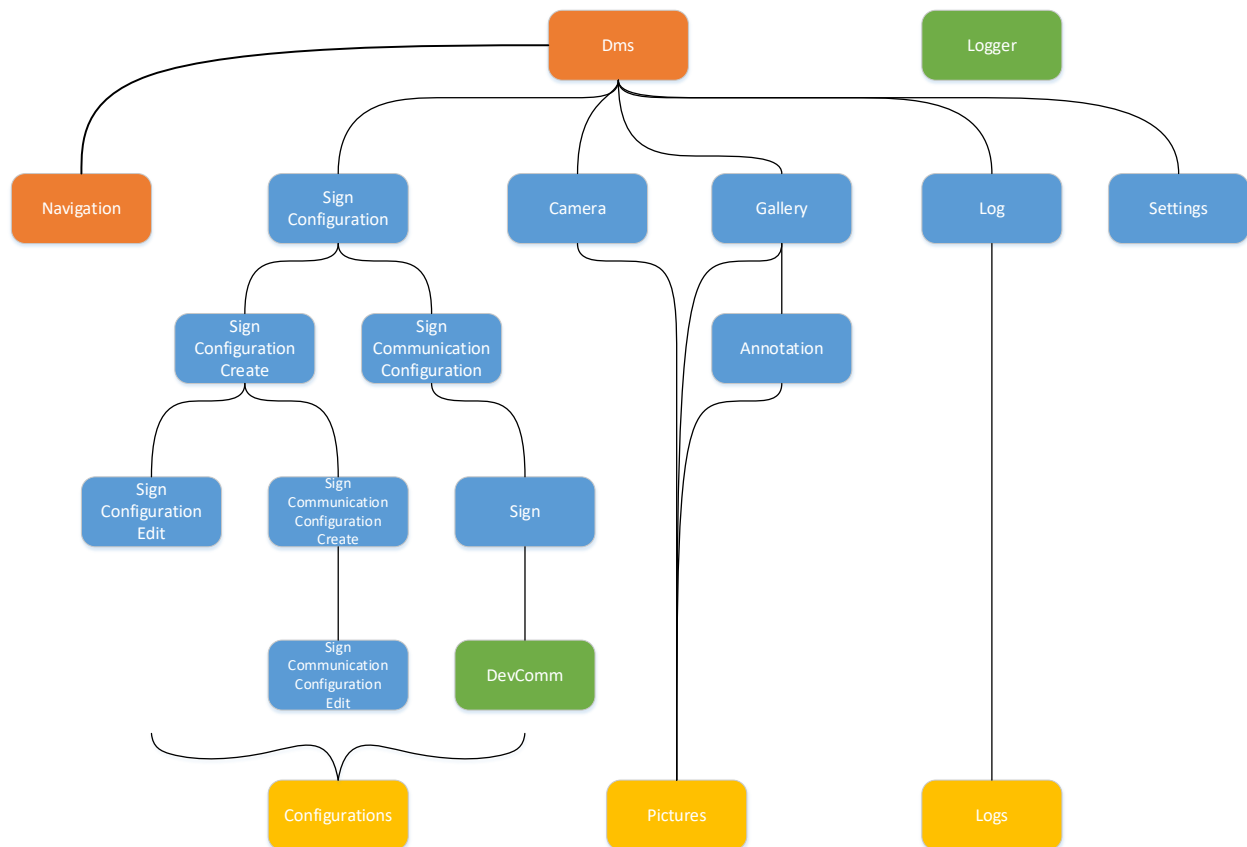 Dms
Logger
Navigation
Sign
Configuration
Camera
Gallery
Log
Settings
Sign
Configuration
Create
Sign
Communication
Configuration
Annotation
Sign
Configuration
Edit
Sign
Communication
Configuration
Create
Sign
Sign
Communication
Configuration
Edit
DevComm
Configurations
Pictures
Logs